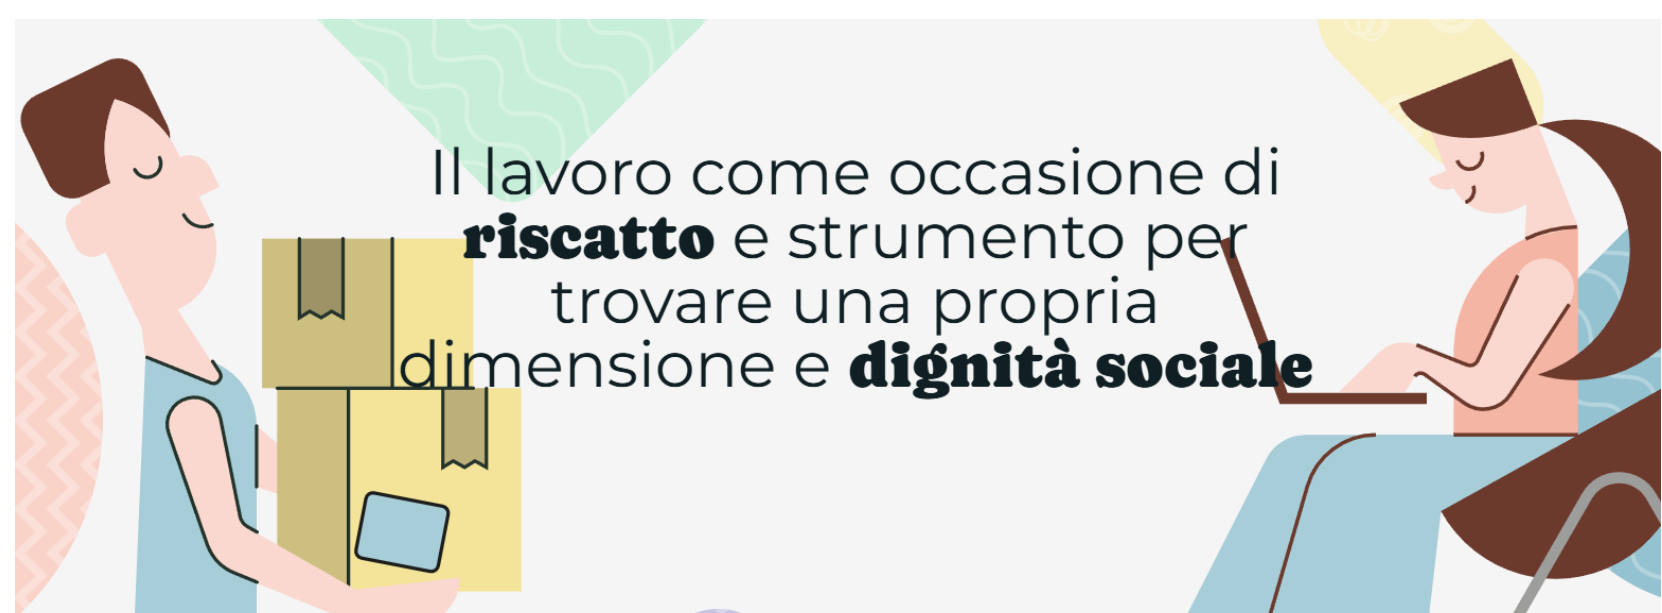 Il lavoro come occasione di
riscatto e strumento per
trovare una propria
dimensione e dignità sociale